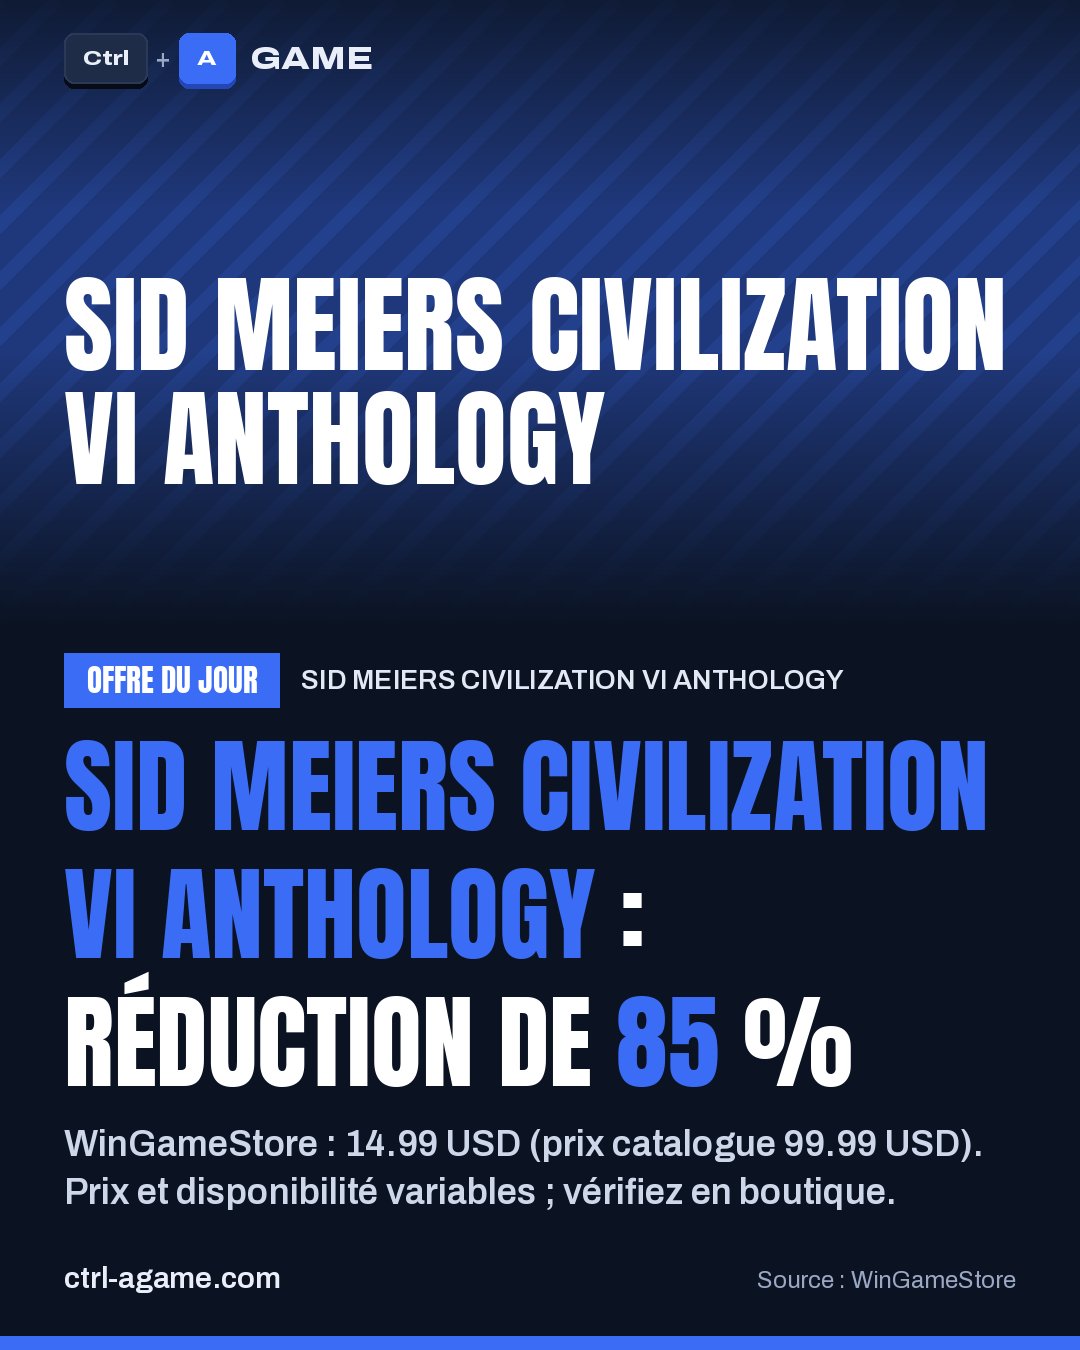 Ctrl + A GAME
SID MEIERS CIVILIZATION
VI ANTHOLOGY
OFFRE DU JOUR SID MEIERS CIVILIZATION VI ANTHOLOGY
SID MEIERS CIVILIZATION
VI ANTHOLOGY :
RÉDUCTION DE 85 %
WinGameStore : 14.99 USD (prix catalogue 99.99 USD).
Prix et disponibilité variables ; vérifiez en boutique.
ctrl-agame.com Source : WinGameStore